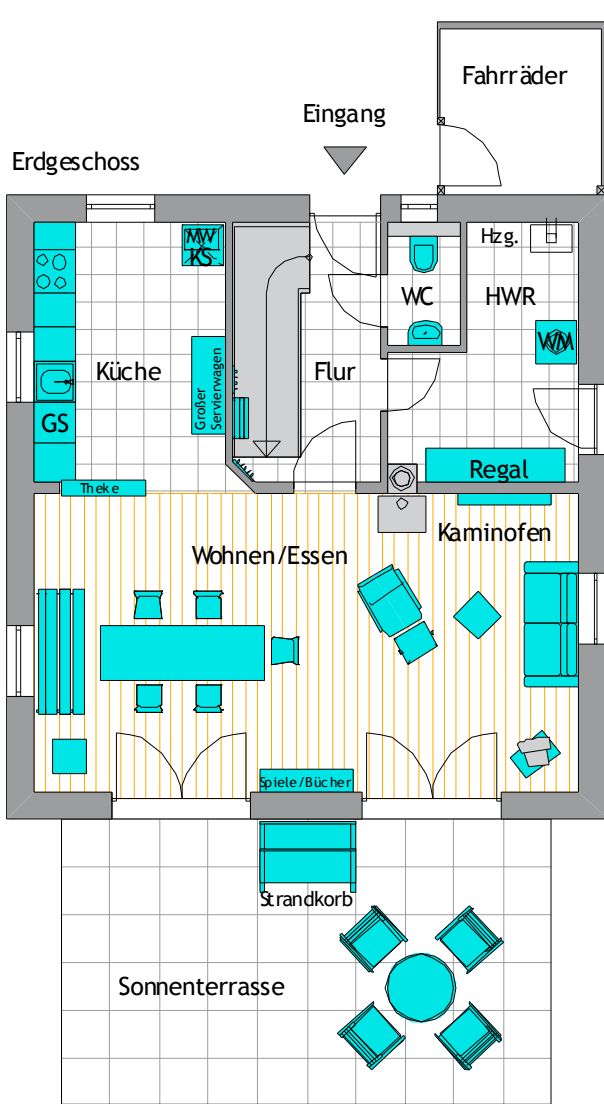 Fahrräder
Eingang
Erdgeschoss
MW
KS
Hzg.
WC
HWR
WM
Küche
Großer
Servierwagen
Flur
GS
Theke
Regal
Kaminofen
Wohnen/Essen
Spiele/Bücher
Strandkorb
Sonnenterrasse